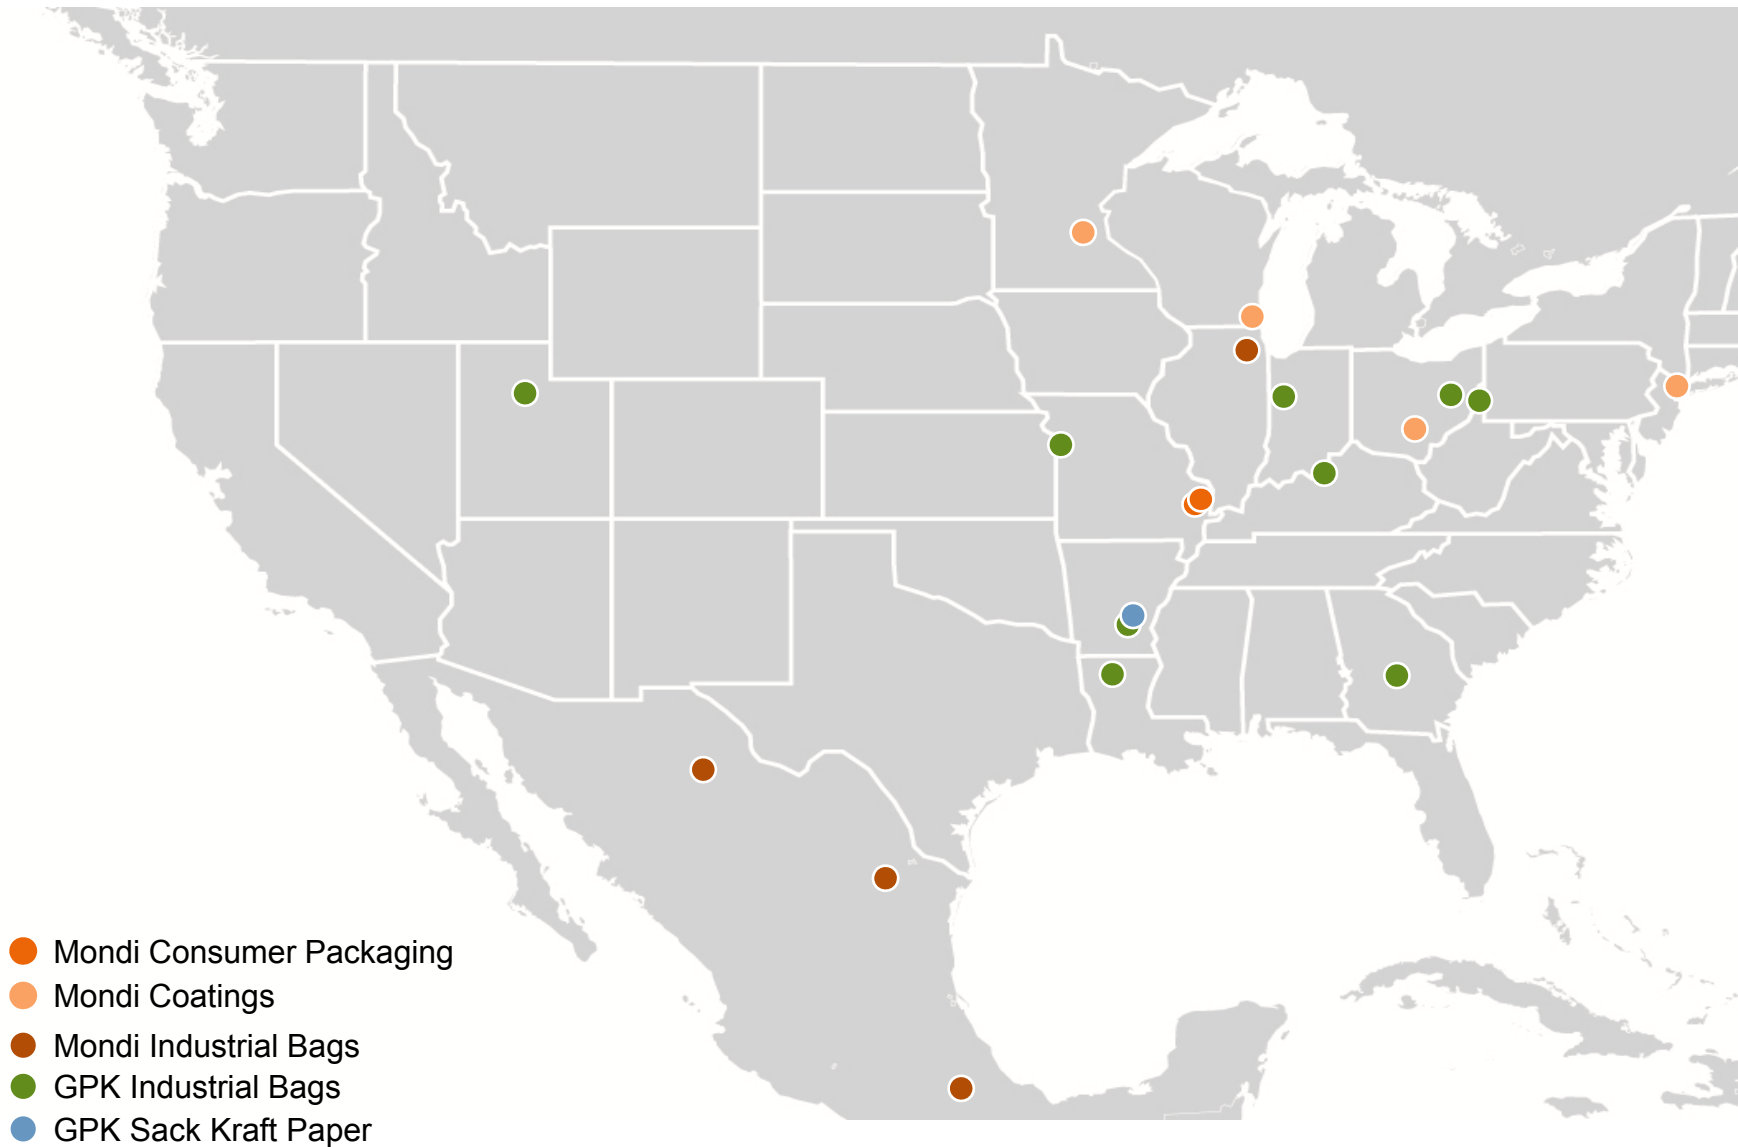 Mondi Consumer Packaging
Mondi Coatings
Mondi Industrial Bags
GPK Industrial Bags
GPK Sack Kraft Paper